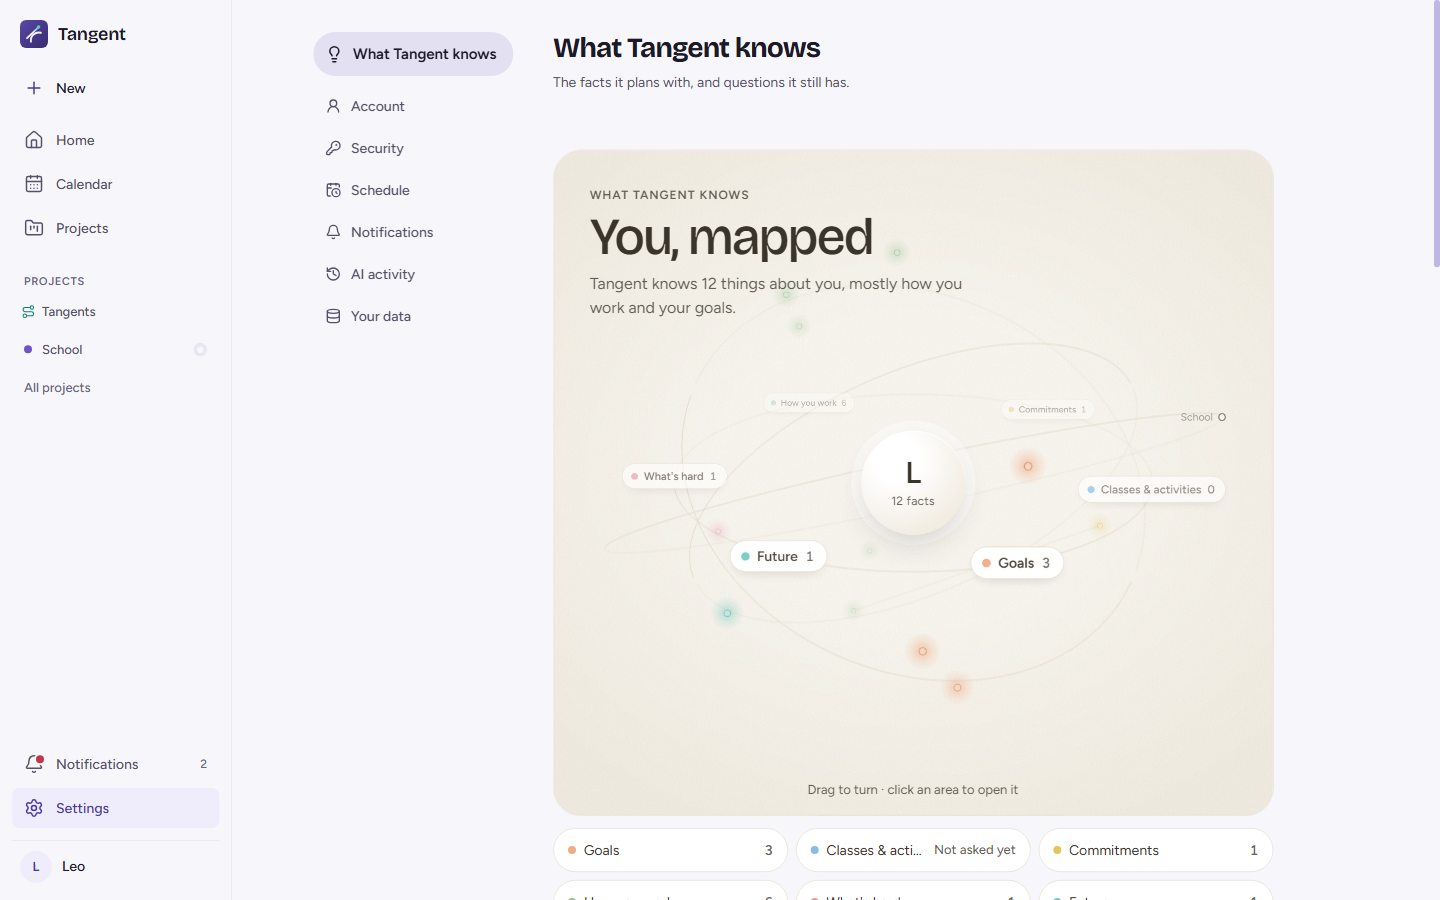 Tangent
New
Home
Calendar
Projects
PROJECTS
Tangents
School
All projects
Notifications 2
Settings
L Leo
What Tangent knows
Account
Security
Schedule
Notifications
AI activity
Your data
What Tangent knows
The facts it plans with, and questions it still has.
WHAT TANGENT KNOWS
You, mapped
Tangent knows 12 things about you, mostly how you
work and your goals.
How you work 6
Commitments 1
School
What's hard 1
L
12 facts
Classes & activities 0
Future 1
Goals 3
Drag to turn · click an area to open it
Goals 3
Classes & acti... Not asked yet
Commitments 1